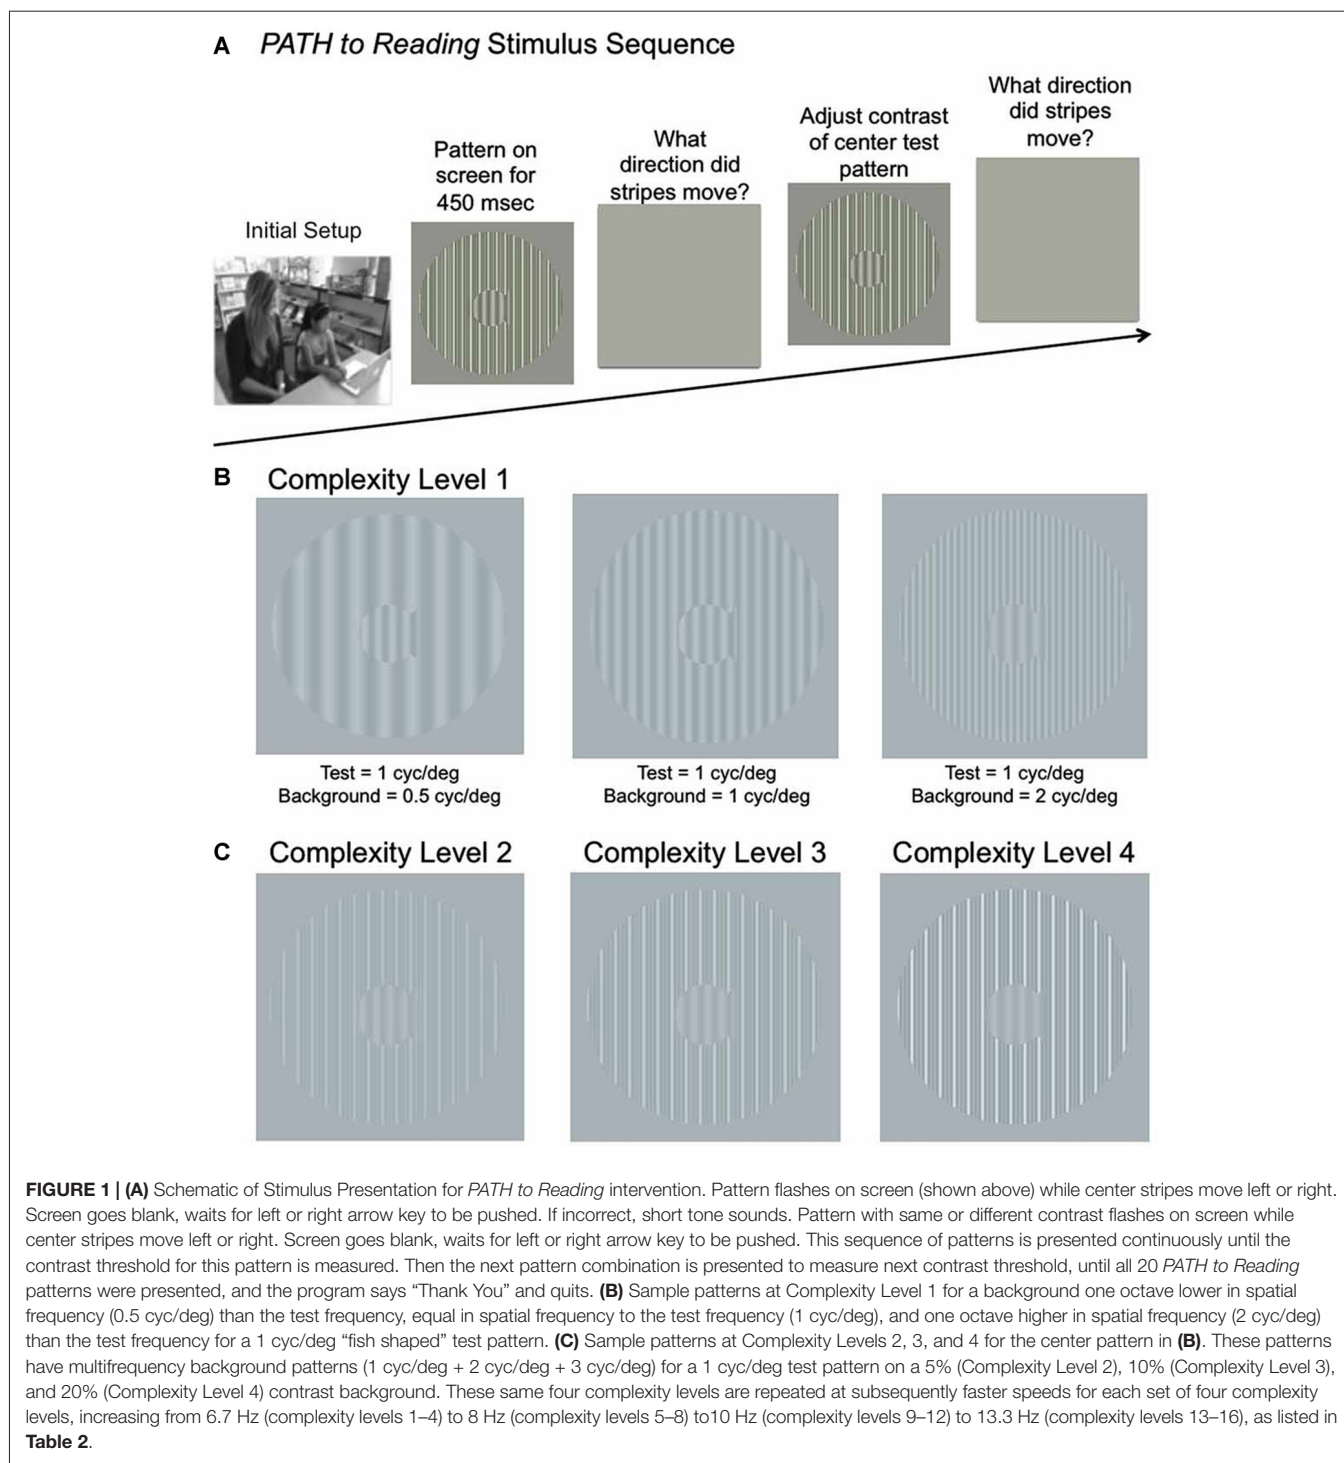 A PATH to Reading Stimulus Sequence
Initial Setup
Pattern on
screen for
450 msec
What
direction did
stripes move?
Adjust contrast
of center test
pattern
What direction
did stripes
move?
B Complexity Level 1
Test = 1 cyc/deg
Background = 0.5 cyc/deg
Test = 1 cyc/deg
Background = 1 cyc/deg
Test = 1 cyc/deg
Background = 2 cyc/deg
C Complexity Level 2
Complexity Level 3
Complexity Level 4
FIGURE 1 | (A) Schematic of Stimulus Presentation for PATH to Reading intervention. Pattern flashes on screen (shown above) while center stripes move left or right.
Screen goes blank, waits for left or right arrow key to be pushed. If incorrect, short tone sounds. Pattern with same or different contrast flashes on screen while
center stripes move left or right. Screen goes blank, waits for left or right arrow key to be pushed. This sequence of patterns is presented continuously until the
contrast threshold for this pattern is measured. Then the next pattern combination is presented to measure next contrast threshold, until all 20 PATH to Reading
patterns were presented, and the program says “Thank You” and quits. (B) Sample patterns at Complexity Level 1 for a background one octave lower in spatial
frequency (0.5 cyc/deg) than the test frequency, equal in spatial frequency to the test frequency (1 cyc/deg), and one octave higher in spatial frequency (2 cyc/deg)
than the test frequency for a 1 cyc/deg “fish shaped” test pattern. (C) Sample patterns at Complexity Levels 2, 3, and 4 for the center pattern in (B). These patterns
have multifrequency background patterns (1 cyc/deg + 2 cyc/deg + 3 cyc/deg) for a 1 cyc/deg test pattern on a 5% (Complexity Level 2), 10% (Complexity Level 3),
and 20% (Complexity Level 4) contrast background. These same four complexity levels are repeated at subsequently faster speeds for each set of four complexity
levels, increasing from 6.7 Hz (complexity levels 1–4) to 8 Hz (complexity levels 5–8) to10 Hz (complexity levels 9–12) to 13.3 Hz (complexity levels 13–16), as listed in
Table 2.